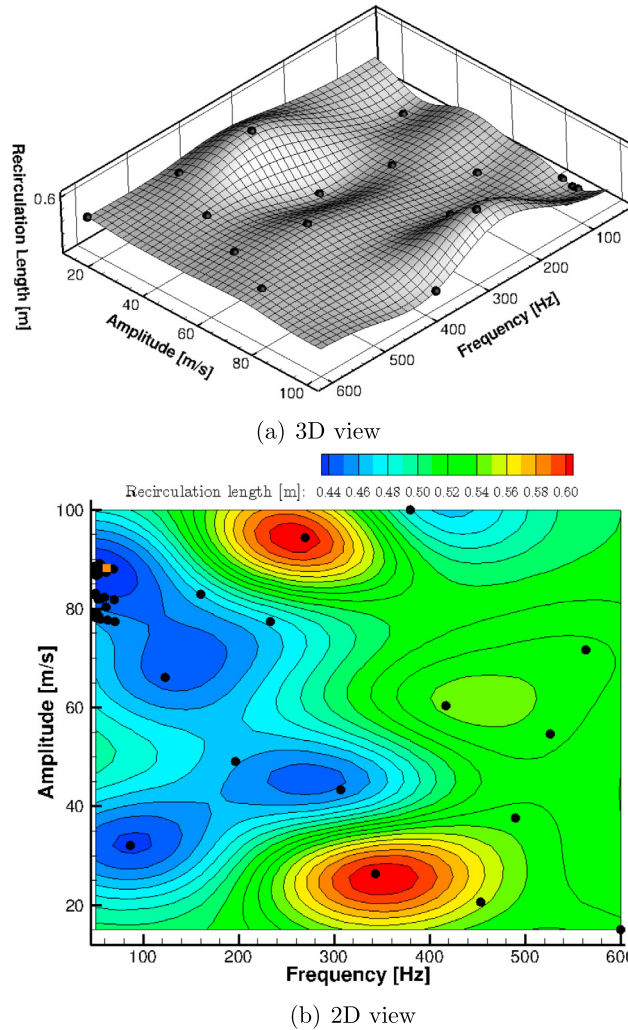 Recirculation Length [m]
0.6
20
40
60
80
100
Amplitude [m/s]
600
500
400
300
200
100
Frequency [Hz]
(a) 3D view
Recirculation length [m]:
0.44 0.46 0.48 0.50 0.52 0.54 0.56 0.58 0.60
Amplitude [m/s]
100
80
60
40
20
100 200 300 400 500 600
Frequency [Hz]
(b) 2D view